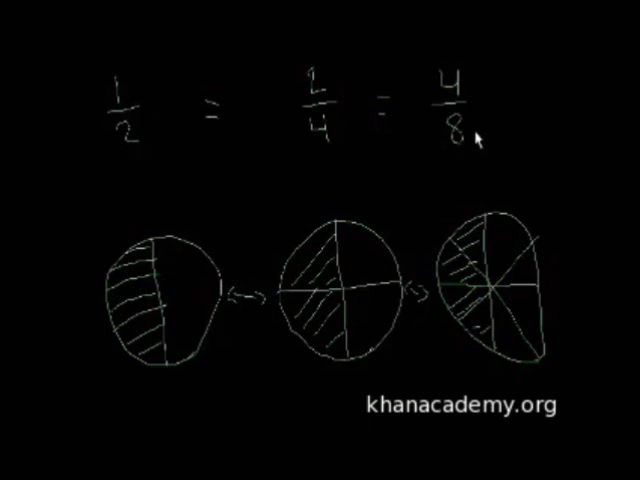 1/2 = 2/4 = 4/8
khanacademy.org